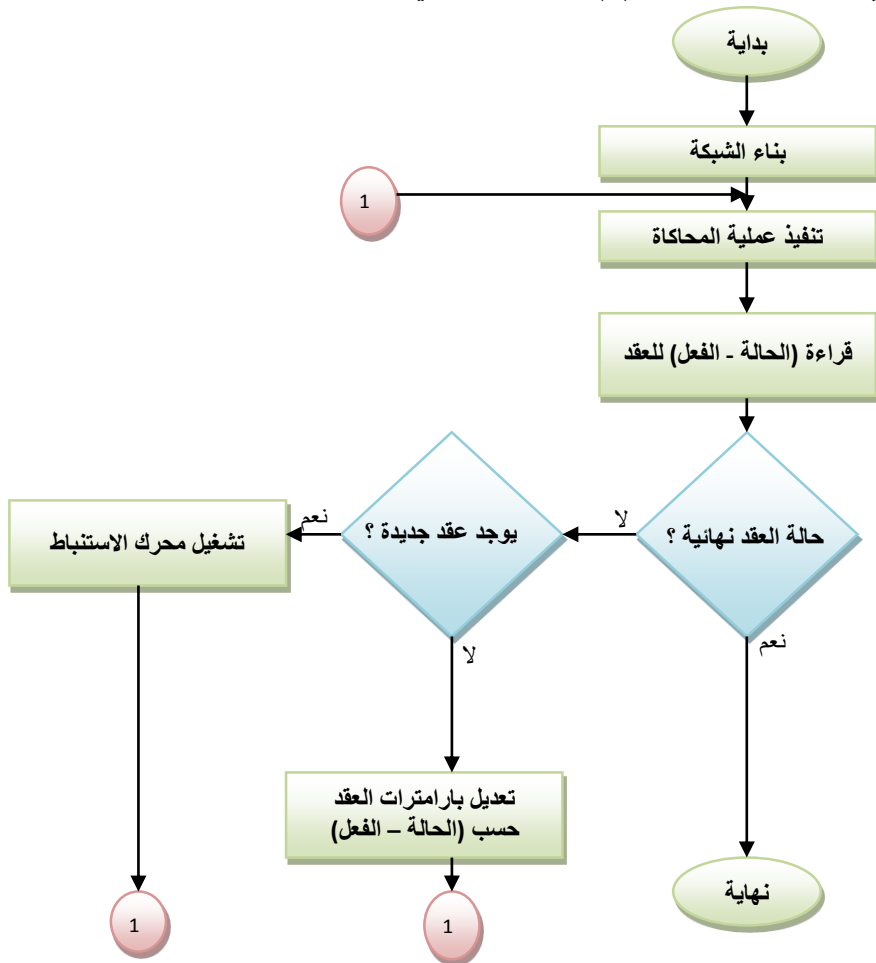 بداية
بناء الشبكة
1
تنفيذ عملية المحاكاة
قراءة (الحالة - الفعل) للعقد
حالة العقد نهائية ؟
لا
يوجد عقد جديدة ؟
نعم
تشغيل محرك الاستنباط
نعم
لا
تعديل بارامترات العقد
حسب (الحالة – الفعل)
نهاية
1
1